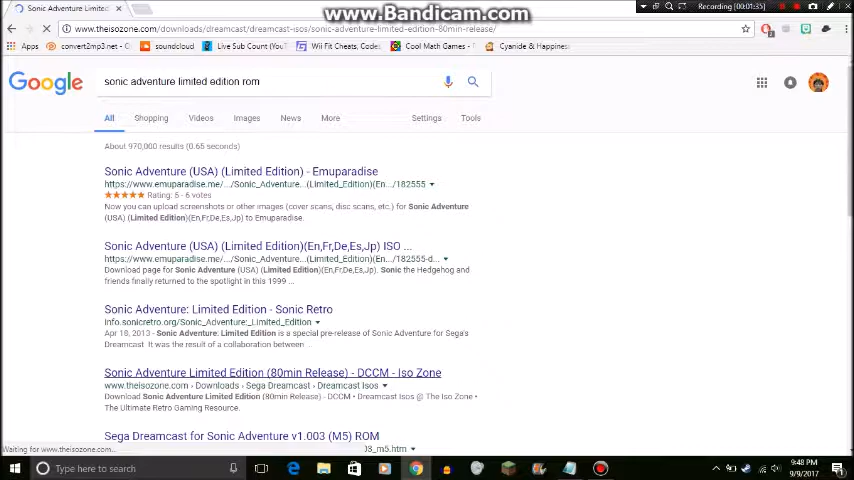 www.Bandicam.com
Sonic Adventure Limited
Recording [00:01:35]
www.theisozone.com/downloads/dreamcast/dreamcast-isos/sonic-adventure-limited-edition-80min-release/
Apps convert2mp3.net - soundcloud Live Sub Count (You Wii Fit Cheats, Codes Cool Math Games - C Cyanide & Happines
Google sonic adventure limited edition rom
All Shopping Videos Images News More Settings Tools
About 970,000 results (0.65 seconds)
Sonic Adventure (USA) (Limited Edition) - Emuparadise
https://www.emuparadise.me/.../Sonic_Adventure...(Limited_Edition)(En.../182555
Rating: 5 - 6 votes
Now you can upload screenshots or other images (cover scans, disc scans, etc.) for Sonic Adventure
(USA) (Limited Edition)(En,Fr,De,Es,Jp) to Emuparadise.
Sonic Adventure (USA) (Limited Edition)(En,Fr,De,Es,Jp) ISO ...
https://www.emuparadise.me/.../Sonic_Adventure...(Limited_Edition)(En.../182555-d...
Download page for Sonic Adventure (USA) (Limited Edition)(En,Fr,De,Es,Jp). Sonic the Hedgehog and
friends finally returned to the spotlight in this 1999 ...
Sonic Adventure: Limited Edition - Sonic Retro
info.sonicretro.org/Sonic_Adventure:_Limited_Edition
Apr 18, 2013 - Sonic Adventure: Limited Edition is a special pre-release of Sonic Adventure for Sega's
Dreamcast. It was the result of a collaboration between ...
Sonic Adventure Limited Edition (80min Release) - DCCM - Iso Zone
www.theisozone.com › Downloads › Sega Dreamcast › Dreamcast Isos
Download Sonic Adventure Limited Edition (80min Release) - DCCM • Dreamcast Isos @ The Iso Zone •
The Ultimate Retro Gaming Resource.
Sega Dreamcast for Sonic Adventure v1.003 (M5) ROM
Waiting for www.theisozone.com...
03_m5.htm
Type here to search
9:48 PM
9/9/2017